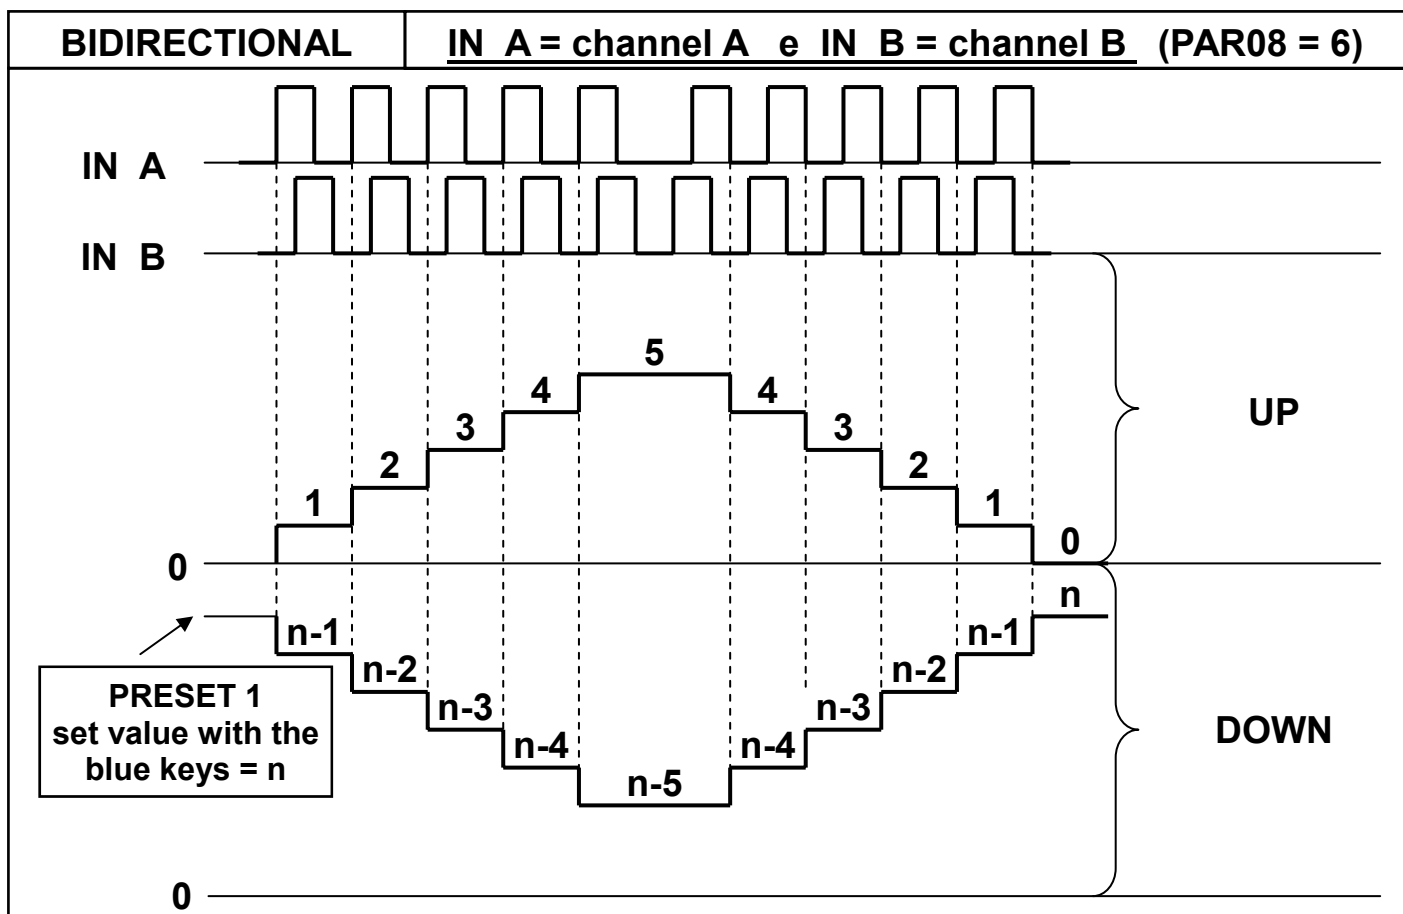 BIDIRECTIONAL
IN A = channel A e IN B = channel B (PAR08 = 6)
IN A
IN B
5
4 4
3 3
2 2
1 1
0
0
UP
n
n-1 n-1
n-2 n-2
n-3 n-3
n-4 n-4
n-5
PRESET 1
set value with the
blue keys = n
DOWN
0